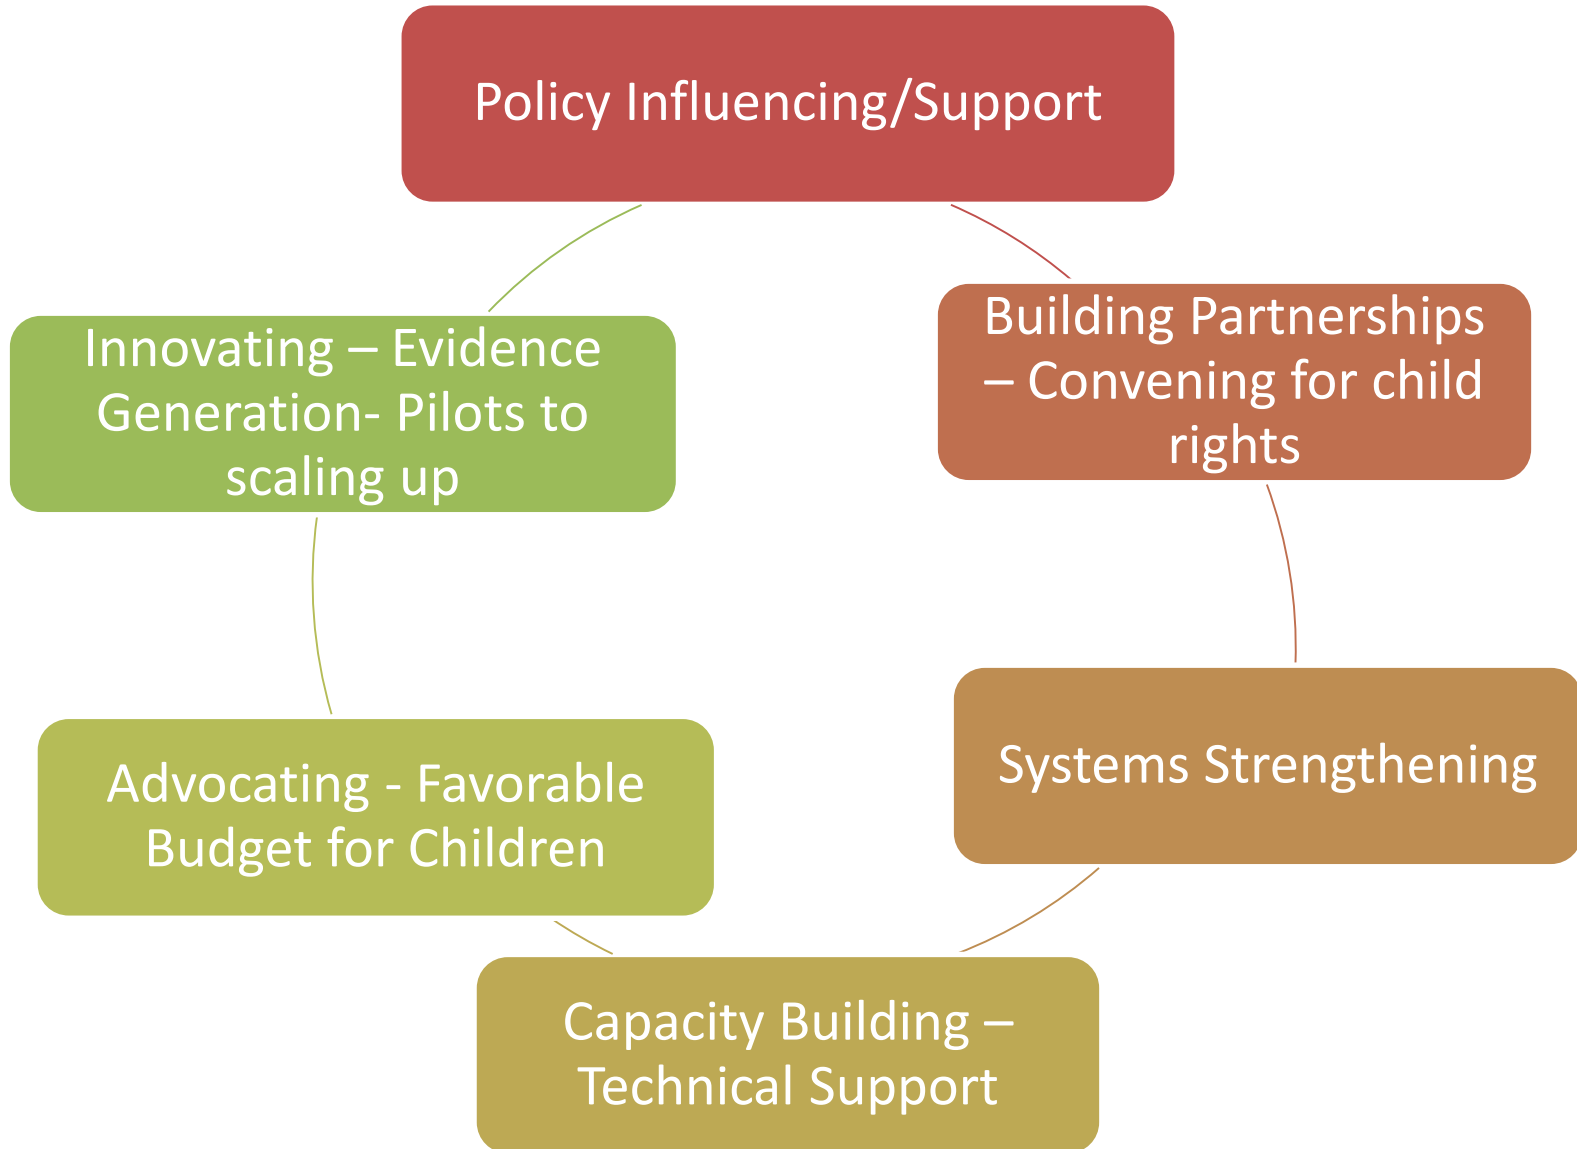 Policy Influencing/Support
Building Partnerships
– Convening for child
rights
Systems Strengthening
Capacity Building –
Technical Support
Advocating - Favorable
Budget for Children
Innovating – Evidence
Generation- Pilots to
scaling up